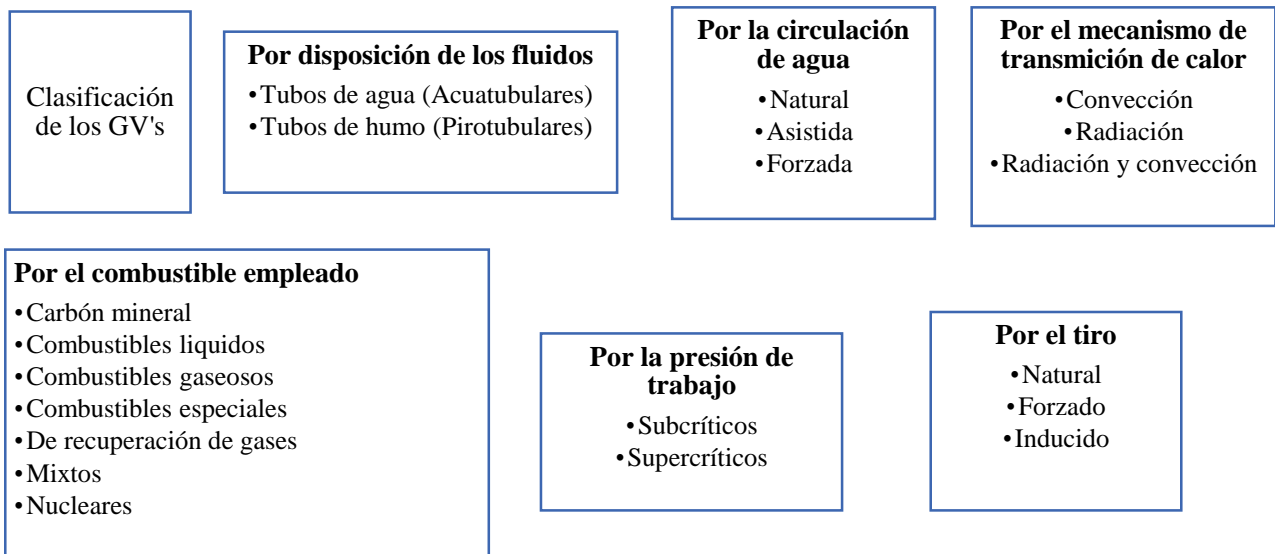 Clasificación
de los GV's
Por disposición de los fluidos
•Tubos de agua (Acuatubulares)
•Tubos de humo (Pirotubulares)
Por la circulación
de agua
•Natural
•Asistida
•Forzada
Por el mecanismo de
transmición de calor
•Convección
•Radiación
•Radiación y convección
Por el combustible empleado
•Carbón mineral
•Combustibles liquidos
•Combustibles gaseosos
•Combustibles especiales
•De recuperación de gases
•Mixtos
•Nucleares
Por la presión de
trabajo
•Subcríticos
•Supercríticos
Por el tiro
•Natural
•Forzado
•Inducido